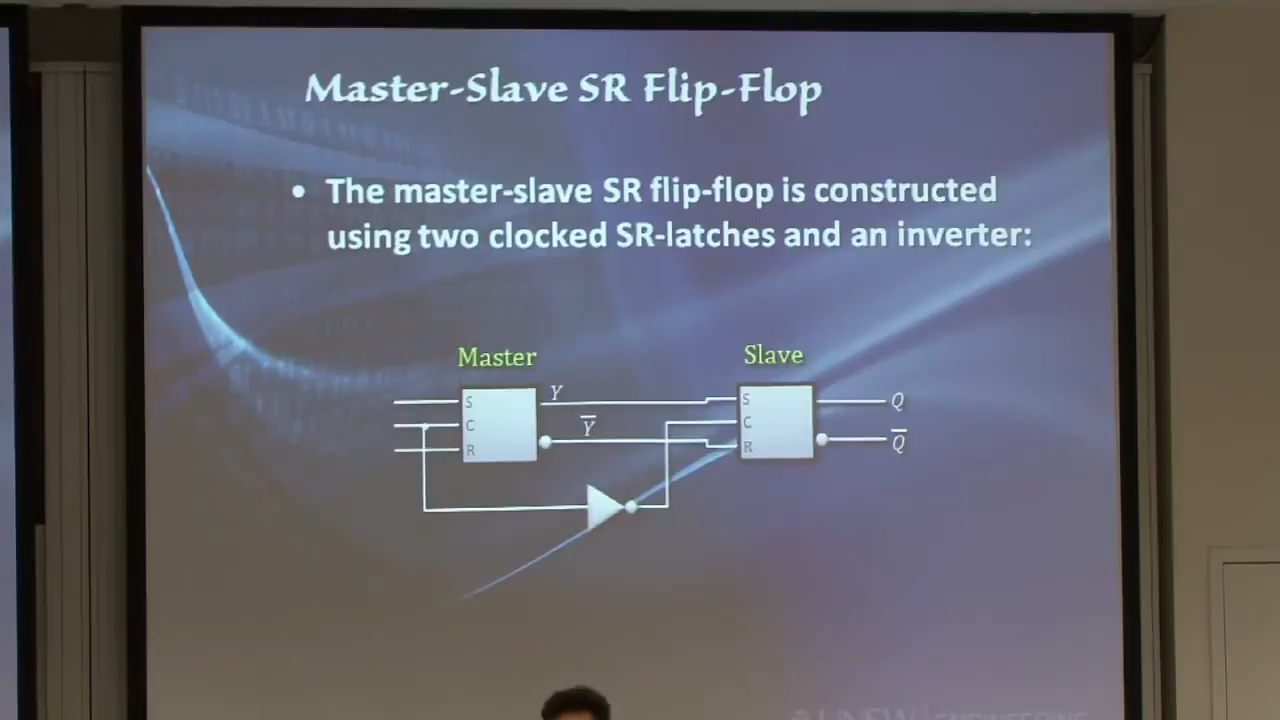 Master-Slave SR Flip-Flop
• The master-slave SR flip-flop is constructed
using two clocked SR-latches and an inverter:
Master
Slave
S
C
R
Y
Y̅
S
C
R
Q
Q̅